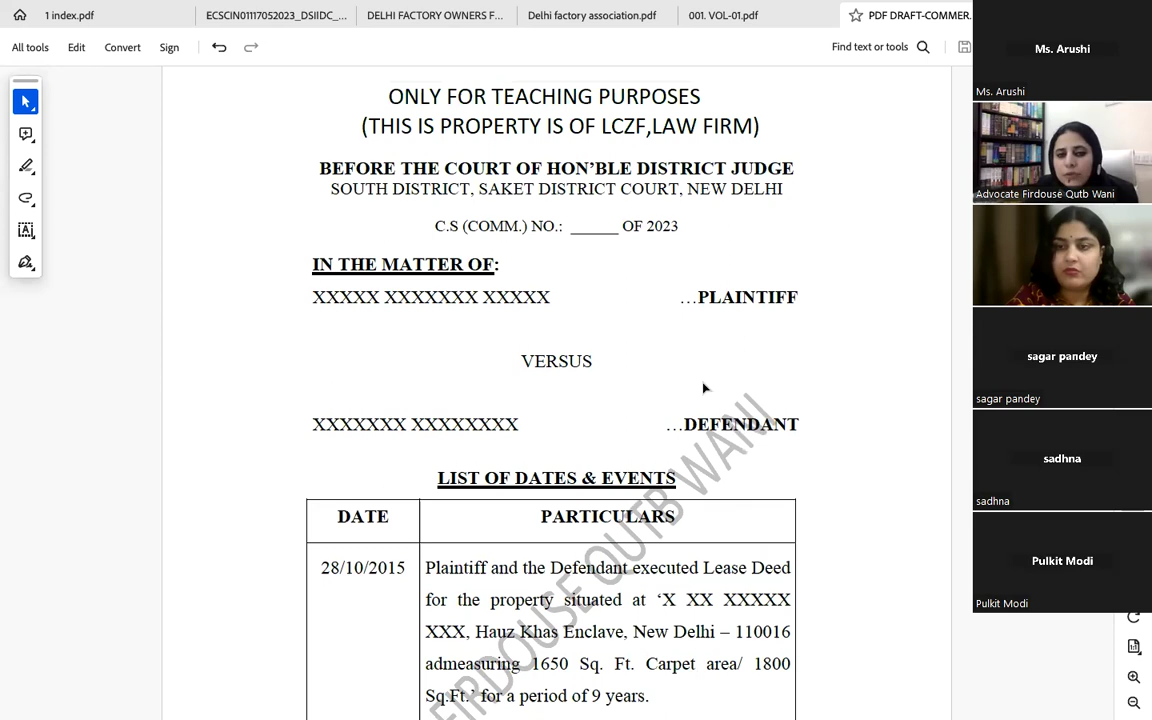 1 index.pdf
ECSCIN01117052023_DSIIDC_...
DELHI FACTORY OWNERS F...
Delhi factory association.pdf
001. VOL-01.pdf
PDF DRAFT-COMMER.
All tools
Edit
Convert
Sign
Find text or tools
ONLY FOR TEACHING PURPOSES
(THIS IS PROPERTY IS OF LCZF,LAW FIRM)
BEFORE THE COURT OF HON'BLE DISTRICT JUDGE
SOUTH DISTRICT, SAKET DISTRICT COURT, NEW DELHI
C.S (COMM.) NO.: ______ OF 2023
IN THE MATTER OF:
XXXXX XXXXXXX XXXXX ...PLAINTIFF
VERSUS
XXXXXXX XXXXXXXX ...DEFENDANT
LIST OF DATES & EVENTS
DATE PARTICULARS
28/10/2015 Plaintiff and the Defendant executed Lease Deed
for the property situated at 'X XX XXXXX
XXX, Hauz Khas Enclave, New Delhi – 110016
admeasuring 1650 Sq. Ft. Carpet area/ 1800
Sq.Ft.' for a period of 9 years.
FIRDOUSE QUTB WANI
Ms. Arushi
Ms. Arushi
Advocate Firdouse Qutb Wani
sagar pandey
sagar pandey
sadhna
sadhna
Pulkit Modi
Pulkit Modi